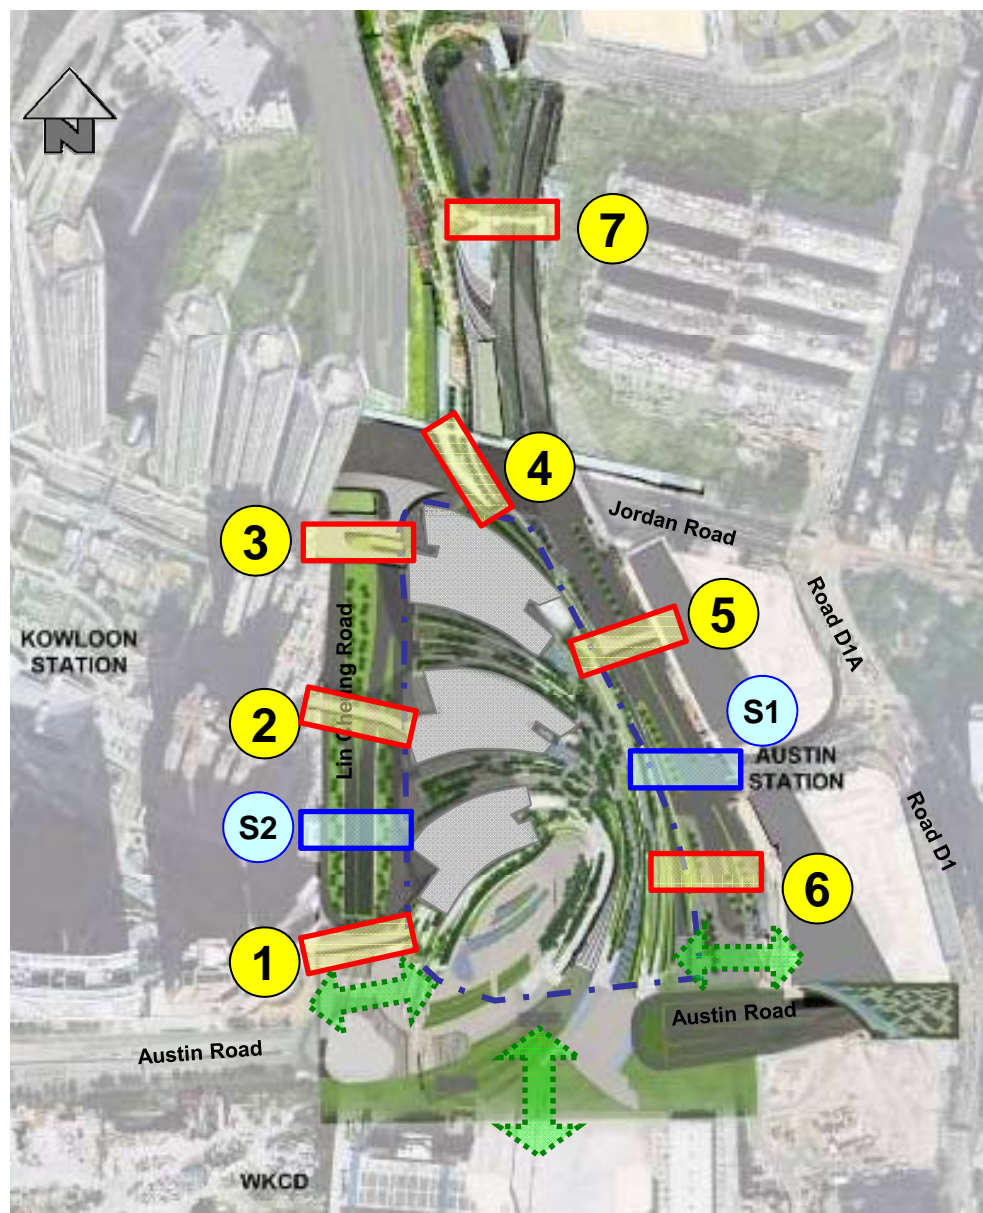 N
7
4
3
Jordan Road
5
Road D1A
KOWLOON
STATION
Lin Cheung Road
2
S1
AUSTIN
STATION
S2
Road D1
6
1
Austin Road
Austin Road
WKCD